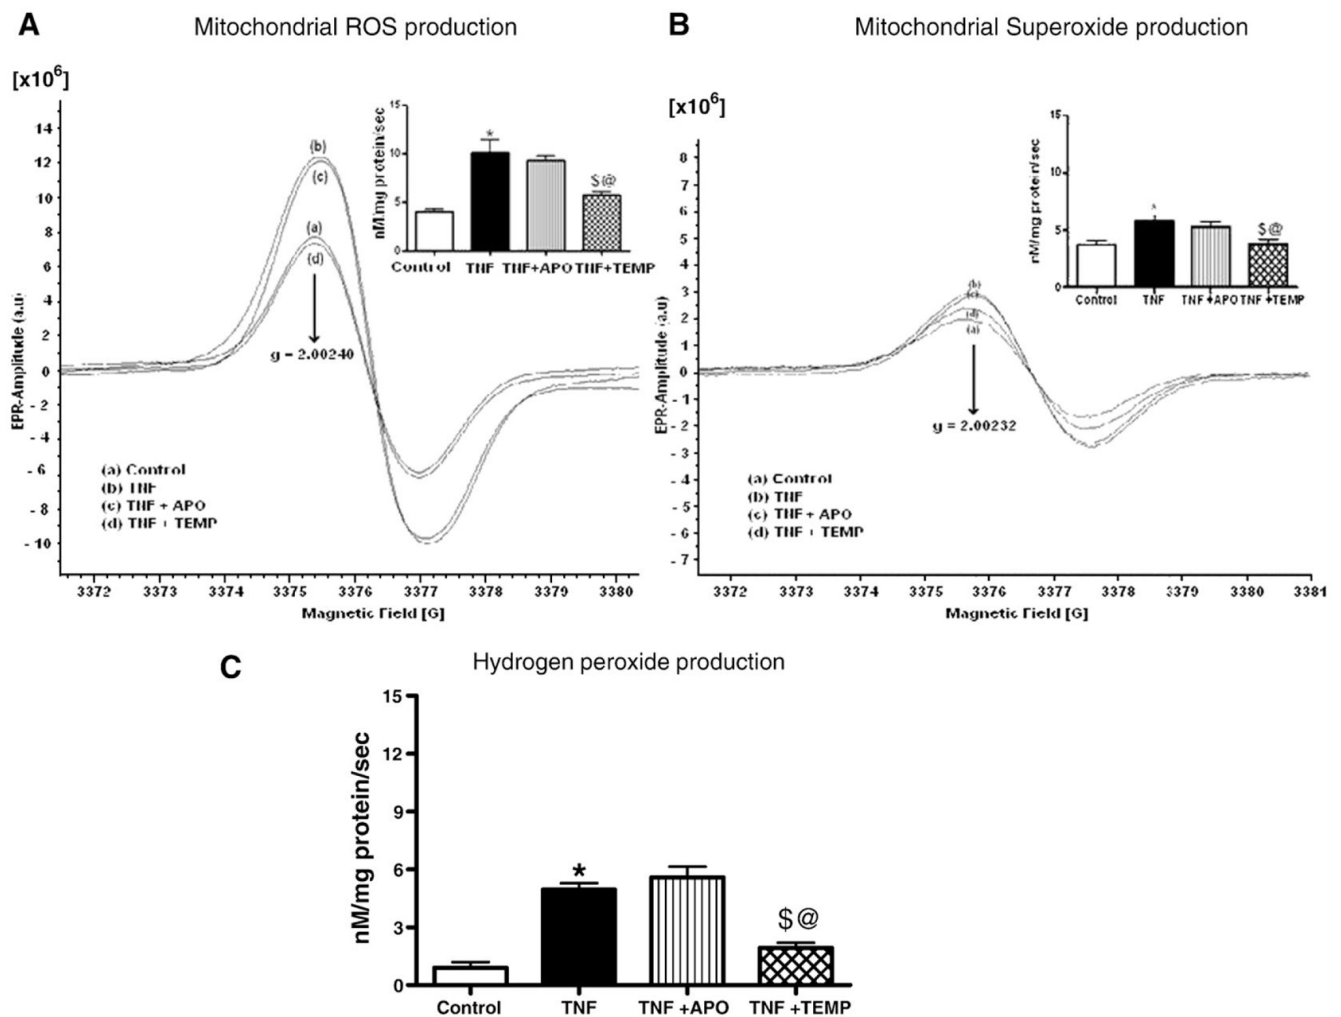 A
Mitochondrial ROS production
[x10⁶]
14
12
10
8
6
4
2
0
- 2
- 4
- 6
- 8
- 10
EPR-Amplitude (a.u)
(b)
(c)
(a)
(d)
g = 2.00240
15
10
5
0
nM/mg protein/sec
*
$@
Control TNF TNF+APO TNF+TEMP
(a) Control
(b) TNF
(c) TNF + APO
(d) TNF + TEMP
3372 3373 3374 3375 3376 3377 3378 3379 3380
Magnetic Field [G]
B
Mitochondrial Superoxide production
[x10⁶]
8
7
6
5
4
3
2
1
0
- 1
- 2
- 3
- 4
- 5
- 6
- 7
EPR-Amplitude (a.u)
(b)
(c)
(d)
(a)
g = 2.00232
15
10
5
0
nM/mg protein/sec
*
$@
Control TNF TNF +APO TNF +TEMP
(a) Control
(b) TNF
(c) TNF + APO
(d) TNF + TEMP
3372 3373 3374 3375 3376 3377 3378 3379 3380 3381
Magnetic Field [G]
C
Hydrogen peroxide production
15
12
9
6
3
0
nM/mg protein/sec
*
$@
Control TNF TNF +APO TNF +TEMP